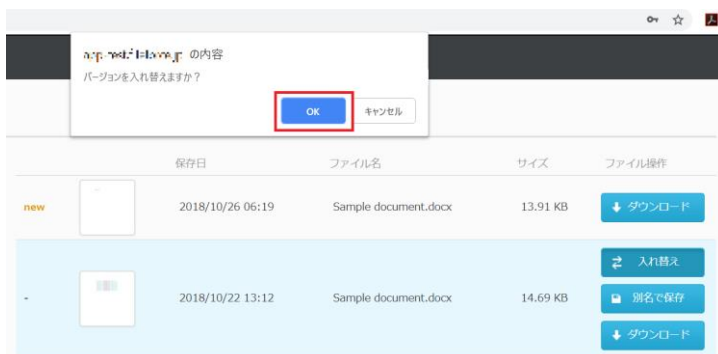 の内容
バージョンを入れ替えますか？
OK キャンセル
保存日 ファイル名 サイズ ファイル操作
new 2018/10/26 06:19 Sample document.docx 13.91 KB ダウンロード
入れ替え
- 2018/10/22 13:12 Sample document.docx 14.69 KB 別名で保存
ダウンロード